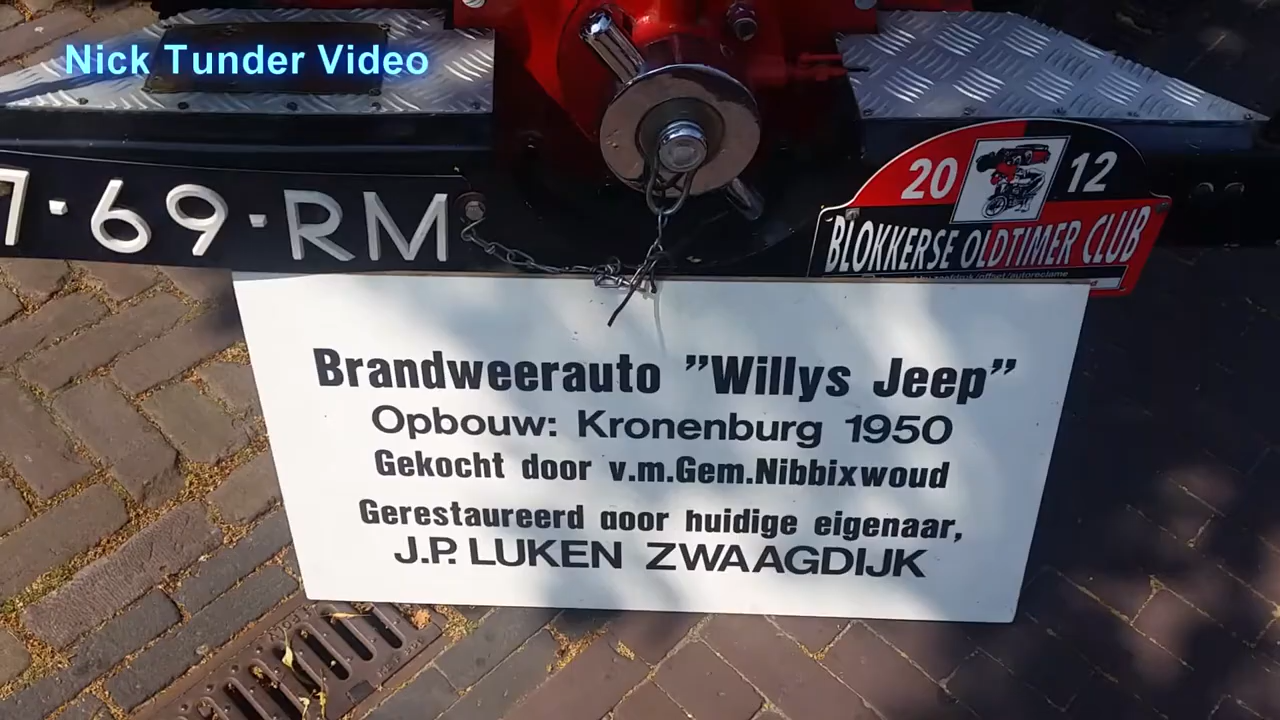 Nick Tunder Video
69-RM
20 12
BLOKKERSE OLDTIMER CLUB
Brandweerauto "Willys Jeep"
Opbouw: Kronenburg 1950
Gekocht door v.m.Gem.Nibbixwoud
Gerestaureerd door huidige eigenaar,
J.P. LUKEN ZWAAGDIJK